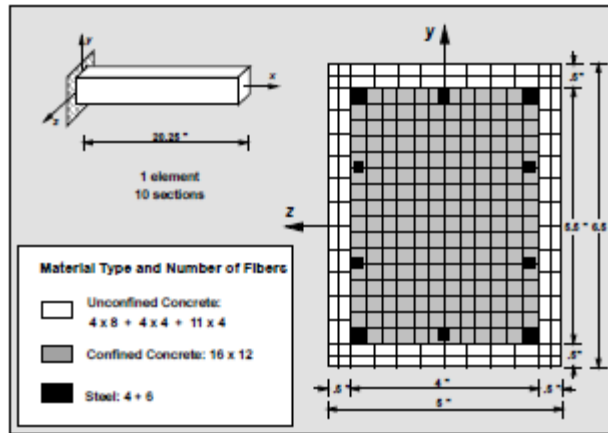 y
x
z
20.25 "
1 element
10 sections
Material Type and Number of Fibers
Unconfined Concrete:
4 x 8 + 4 x 4 + 11 x 4
Confined Concrete: 16 x 12
Steel: 4 + 6
y
z
.5"
5.5 "
6.5
.5"
.5 "
4 "
.5 "
5 "